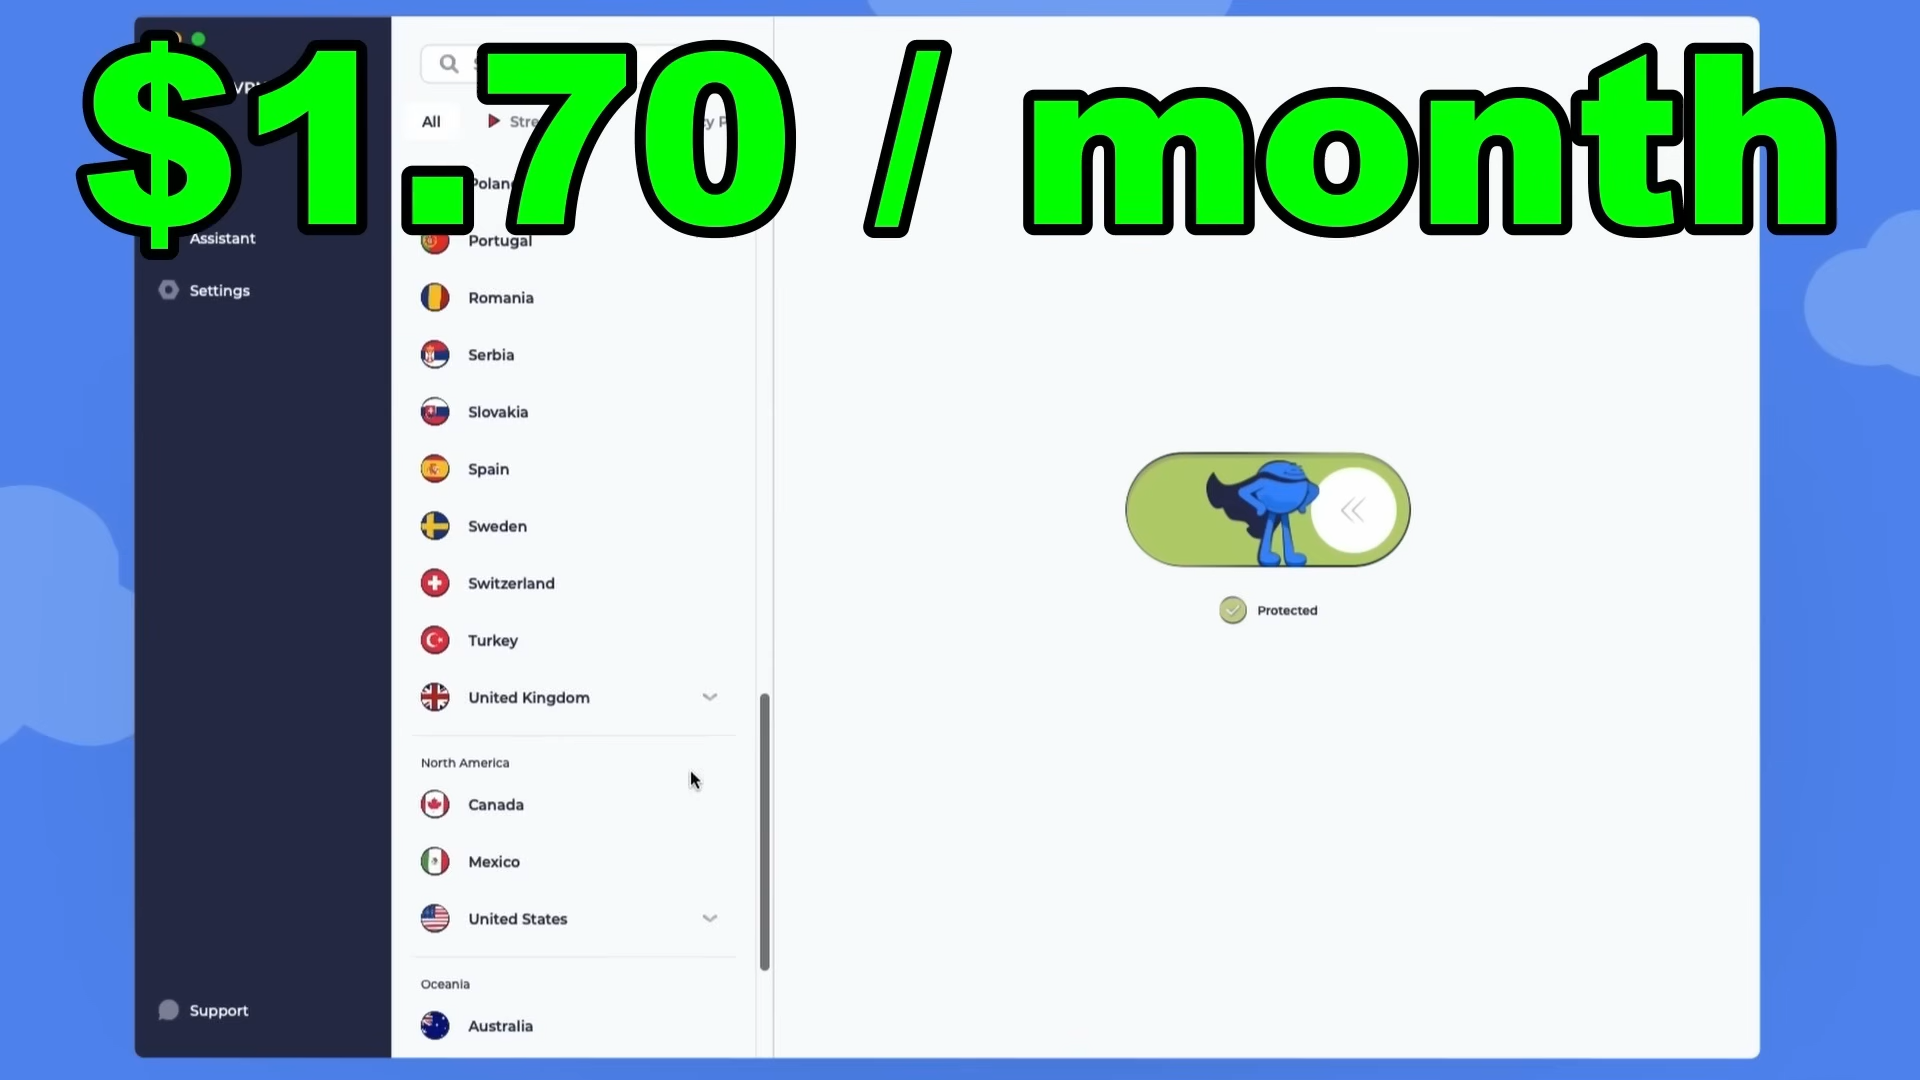 $1.70 / month
All
Assistant
Settings
Support
Portugal
Romania
Serbia
Slovakia
Spain
Sweden
Switzerland
Turkey
United Kingdom
North America
Canada
Mexico
United States
Oceania
Australia
Protected